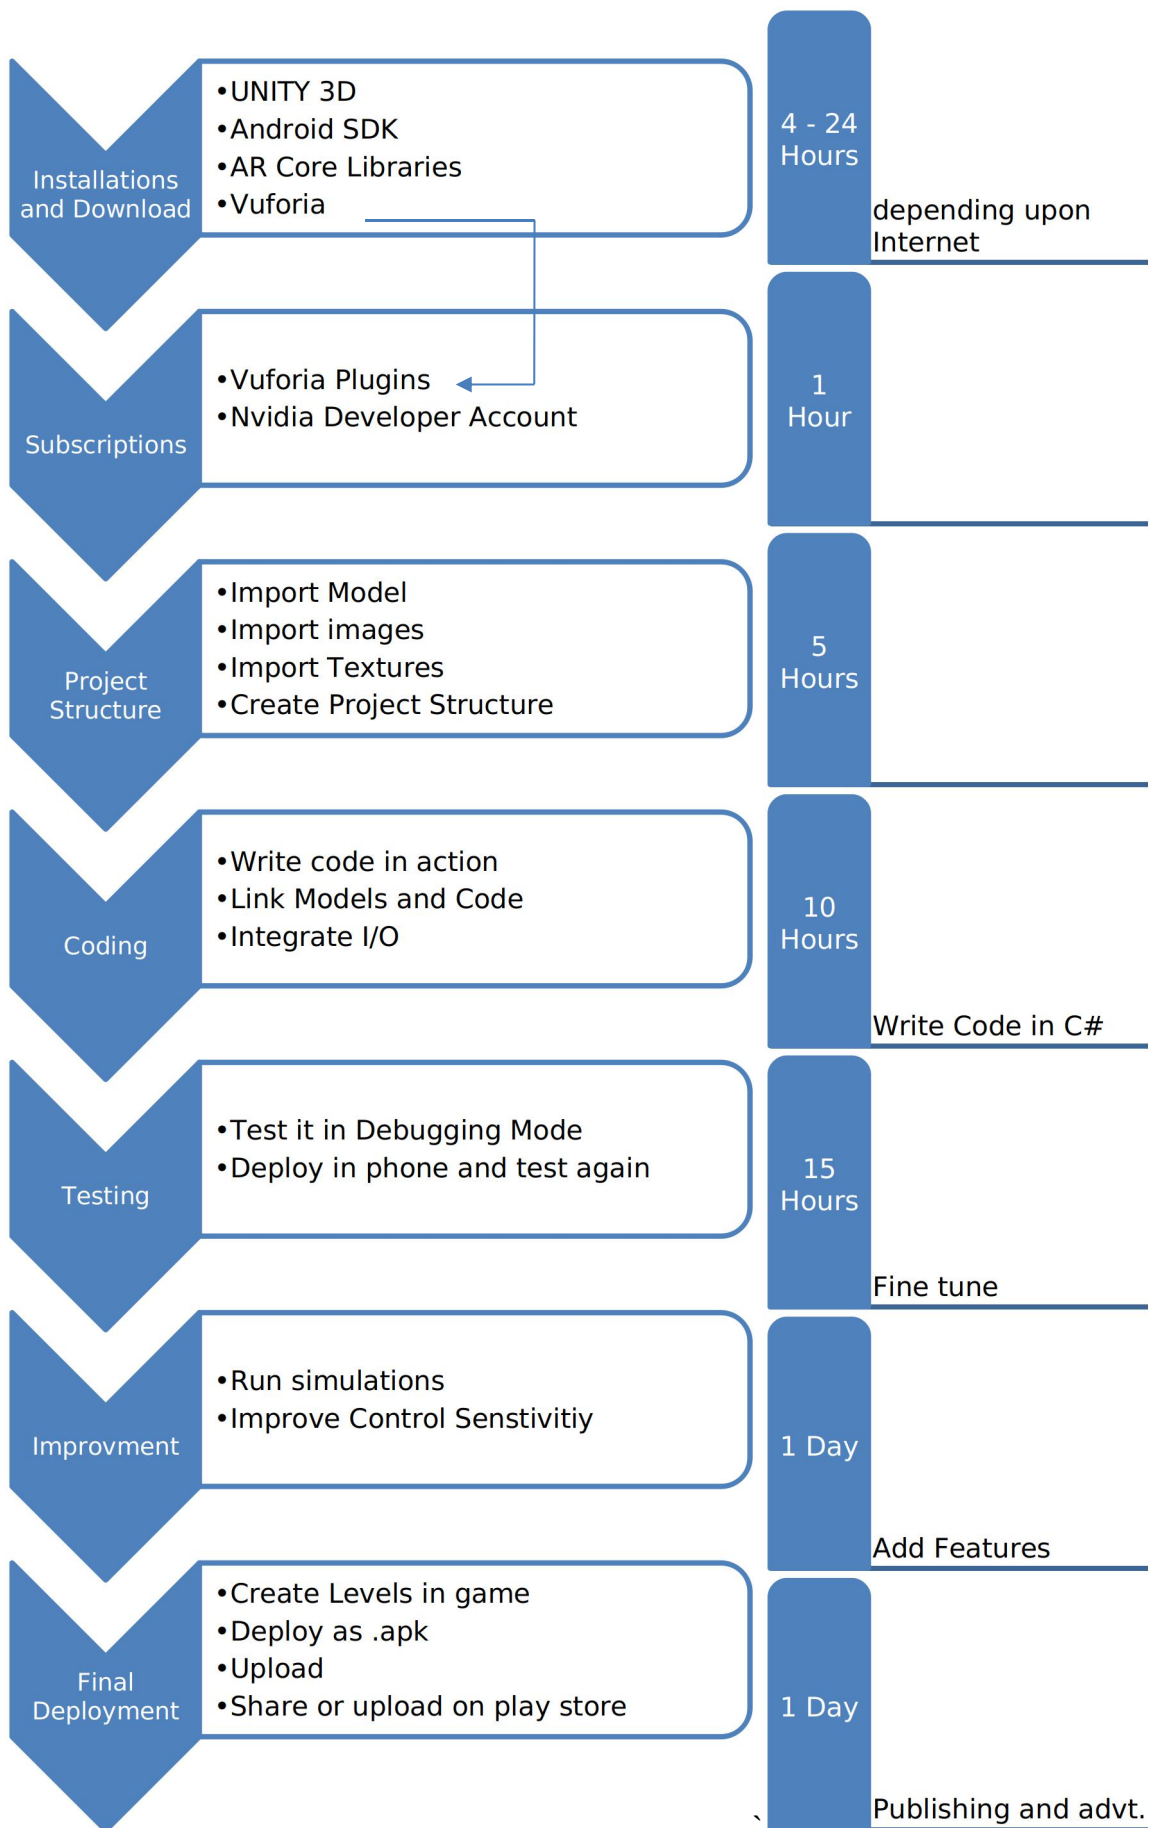 Installations
and Download
•UNITY 3D
•Android SDK
•AR Core Libraries
•Vuforia
4 - 24
Hours
depending upon
Internet
Subscriptions
•Vuforia Plugins
•Nvidia Developer Account
1
Hour
Project
Structure
•Import Model
•Import images
•Import Textures
•Create Project Structure
5
Hours
Coding
•Write code in action
•Link Models and Code
•Integrate I/O
10
Hours
Write Code in C#
Testing
•Test it in Debugging Mode
•Deploy in phone and test again
15
Hours
Fine tune
Improvment
•Run simulations
•Improve Control Senstivitiy
1 Day
Add Features
Final
Deployment
•Create Levels in game
•Deploy as .apk
•Upload
•Share or upload on play store
1 Day
`
Publishing and advt.